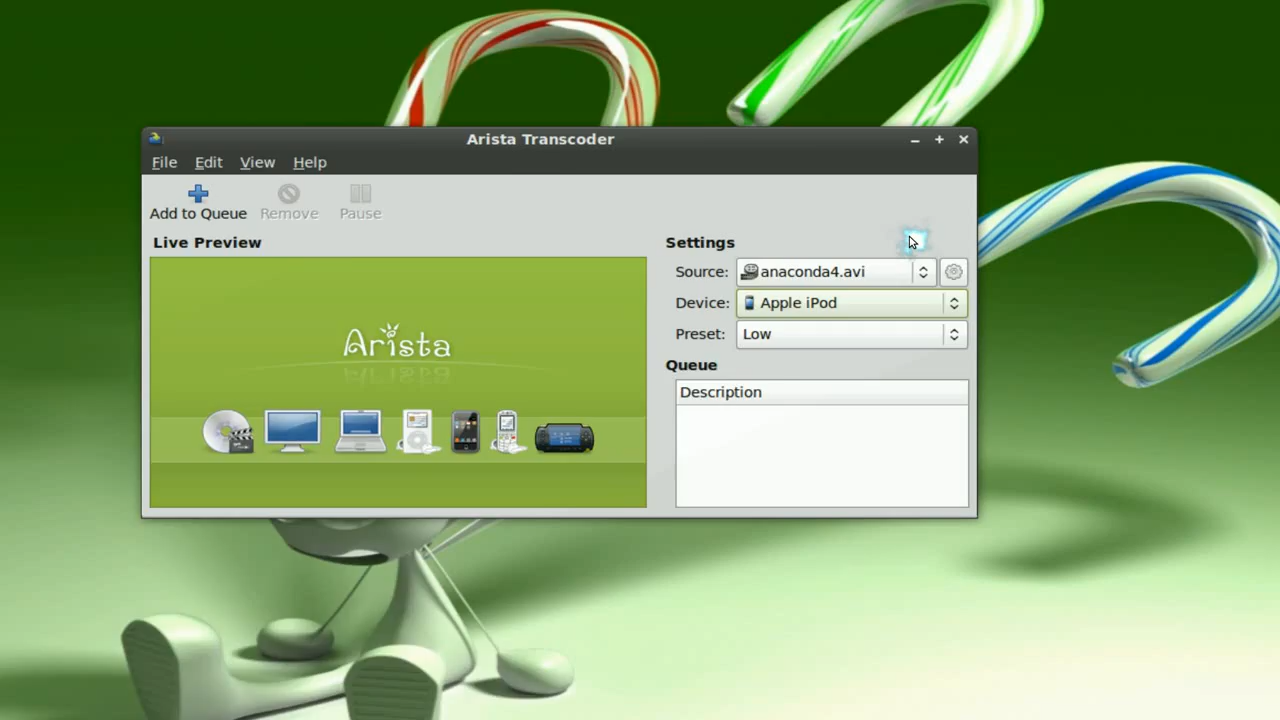 Arista Transcoder
File Edit View Help
Add to Queue Remove Pause
Live Preview
Arista
Settings
Source: anaconda4.avi
Device: Apple iPod
Preset: Low
Queue
Description